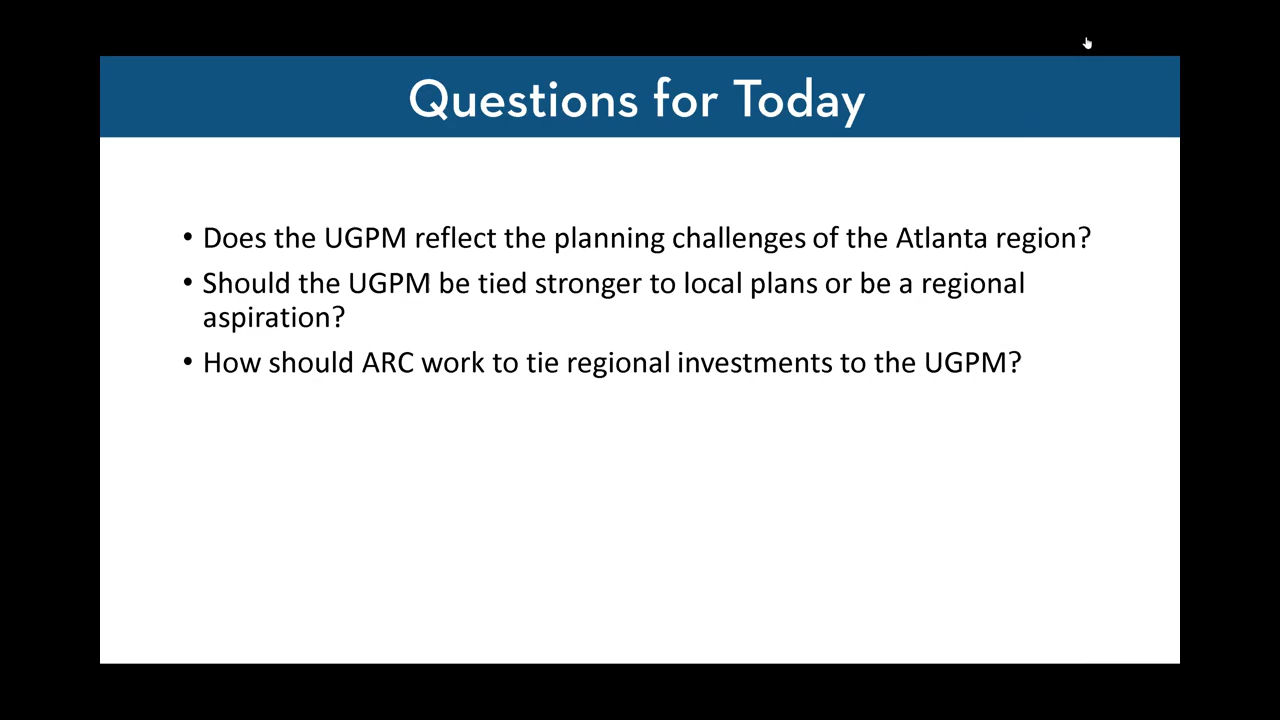 Questions for Today
• Does the UGPM reflect the planning challenges of the Atlanta region?
• Should the UGPM be tied stronger to local plans or be a regional
aspiration?
• How should ARC work to tie regional investments to the UGPM?